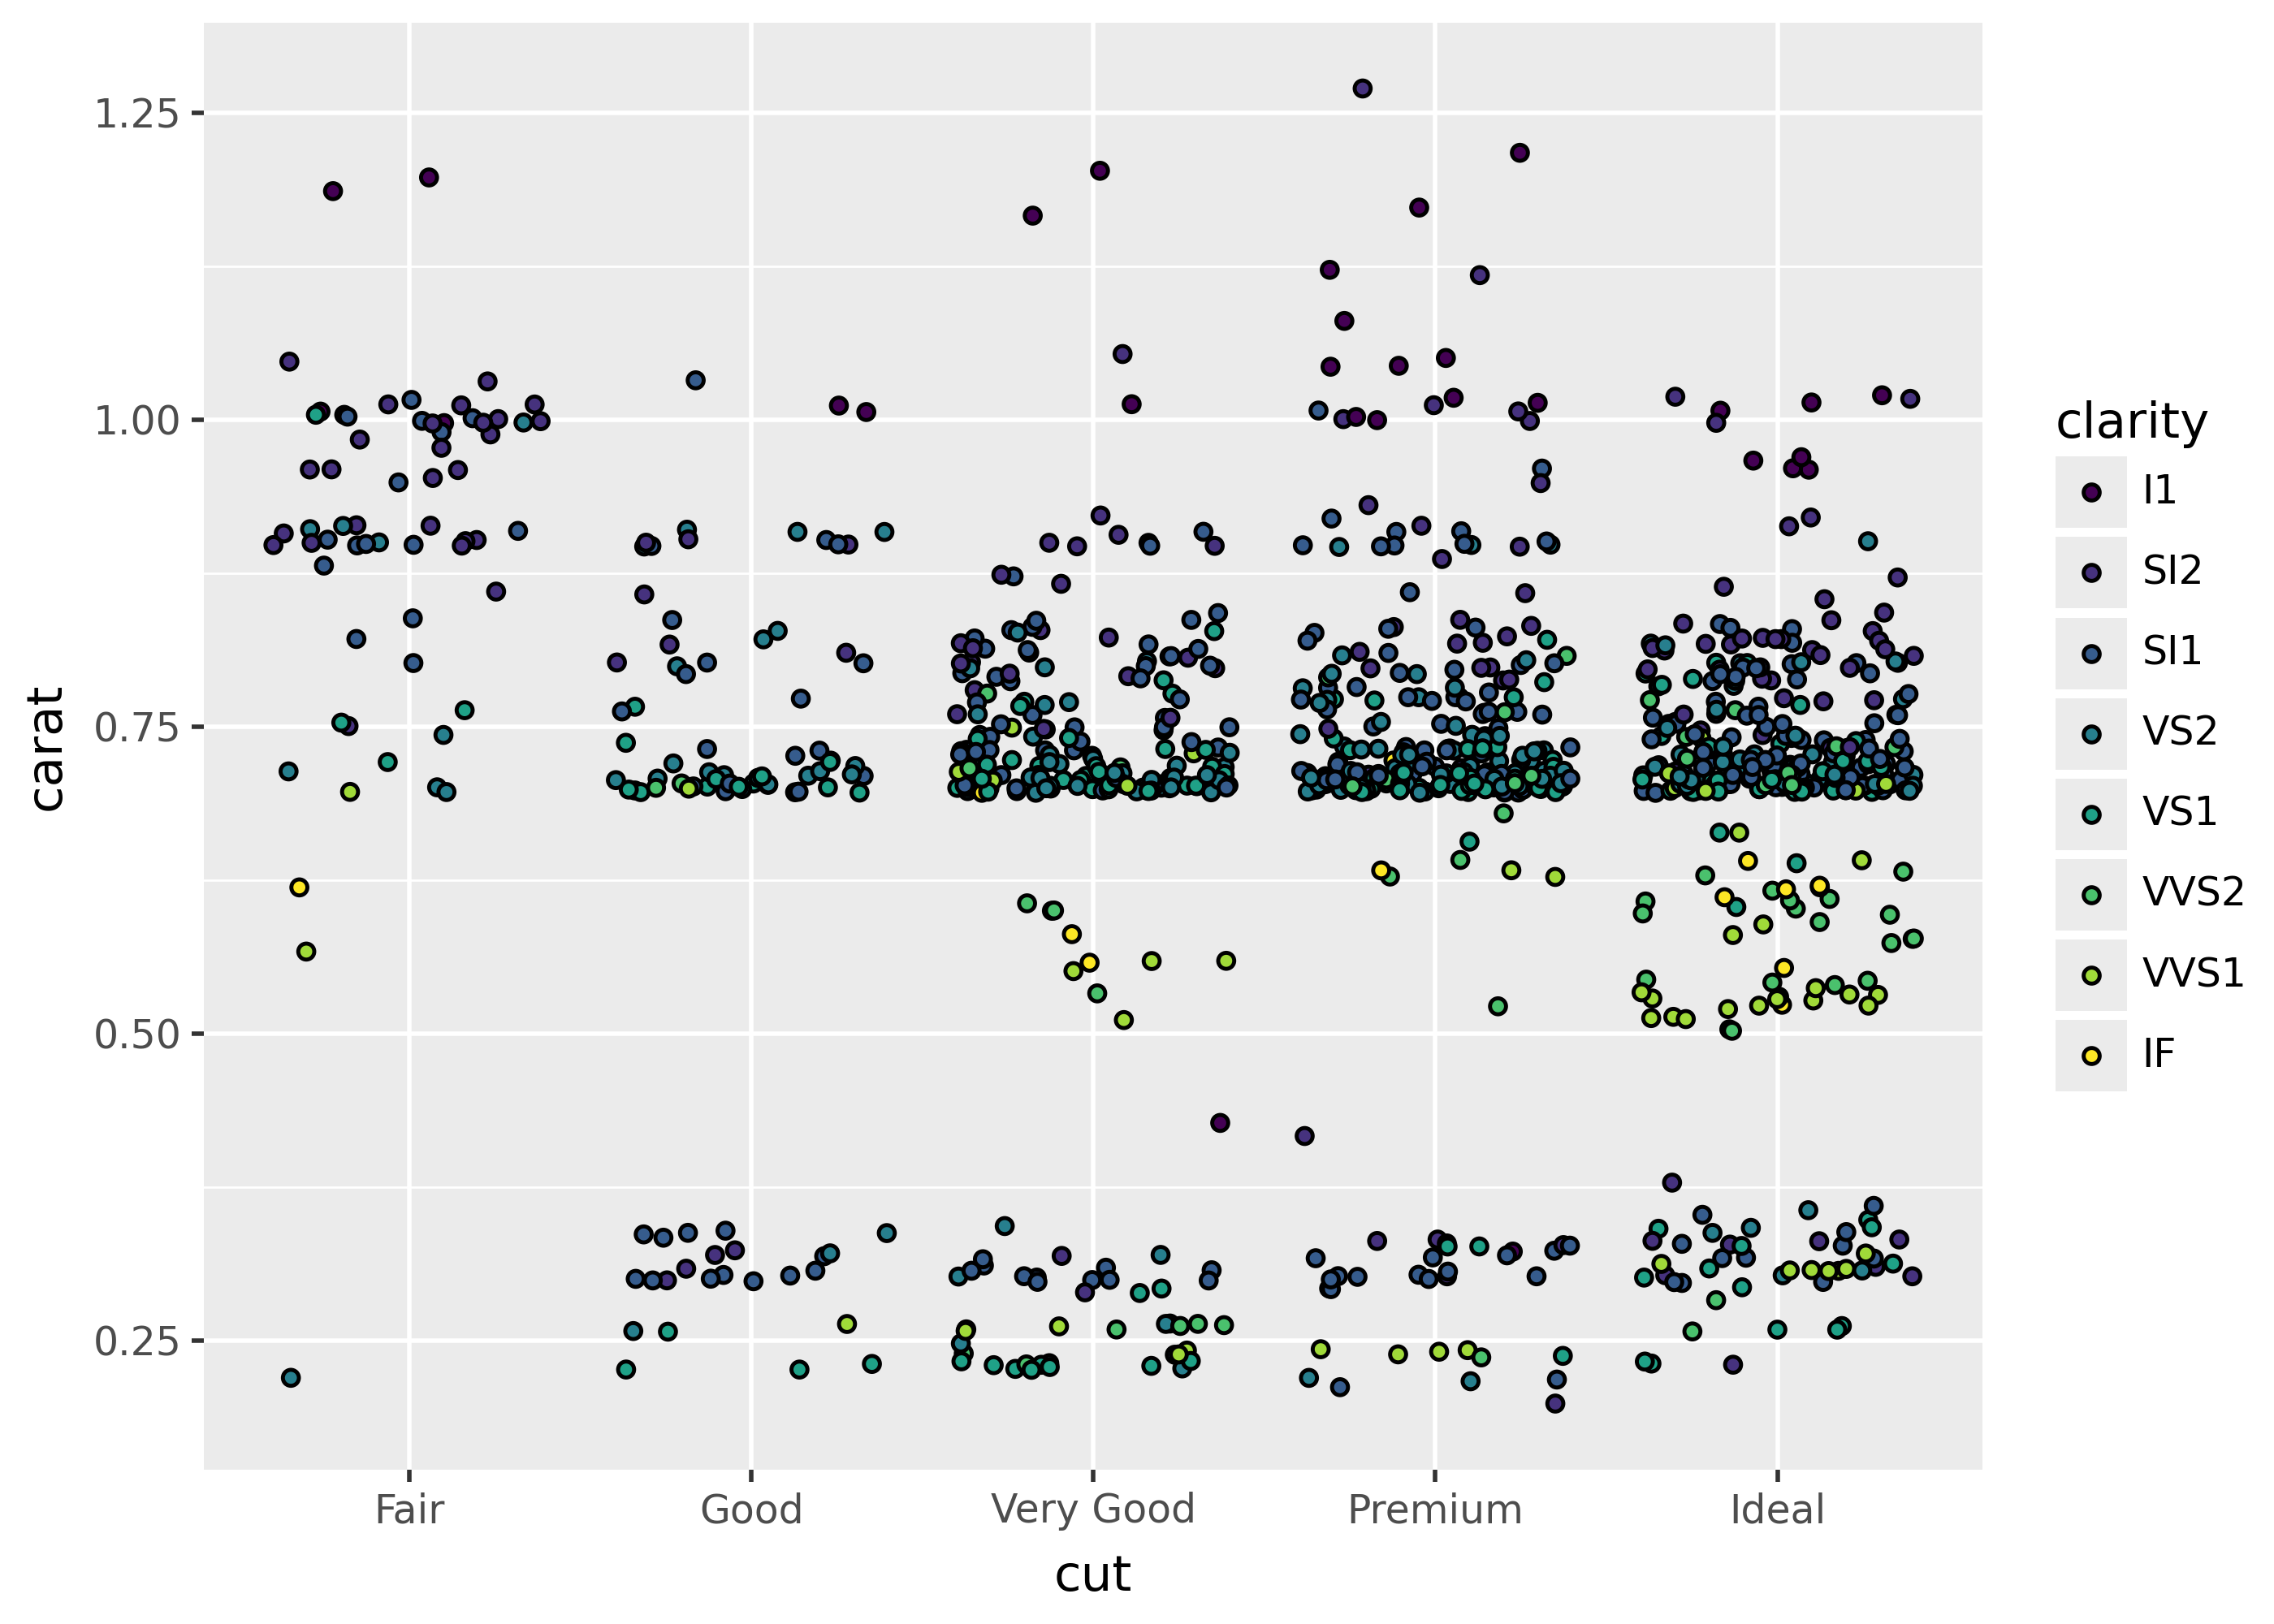 1.25
1.00
0.75
0.50
0.25
carat
Fair
Good
Very Good
Premium
Ideal
cut
clarity
I1
SI2
SI1
VS2
VS1
VVS2
VVS1
IF